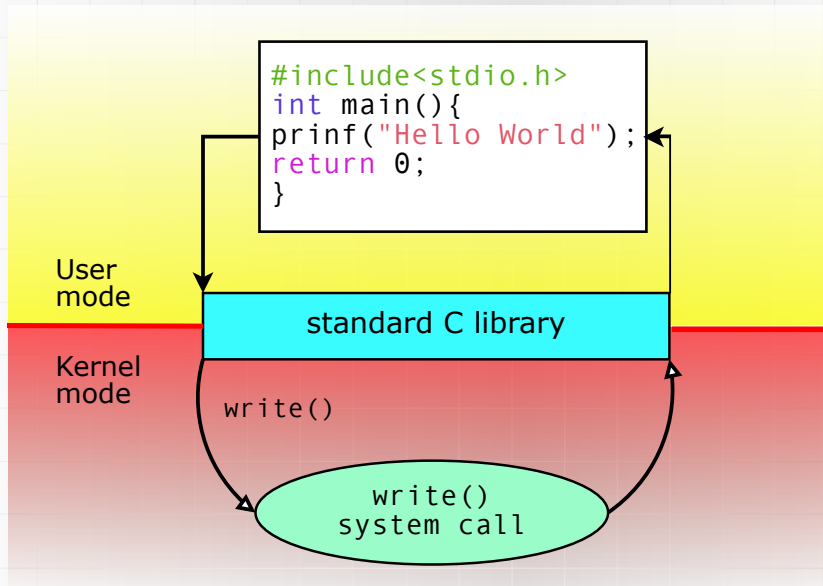 #include<stdio.h>
int main(){
prinf("Hello World");
return 0;
}
User
mode
standard C library
Kernel
mode
write()
write()
system call